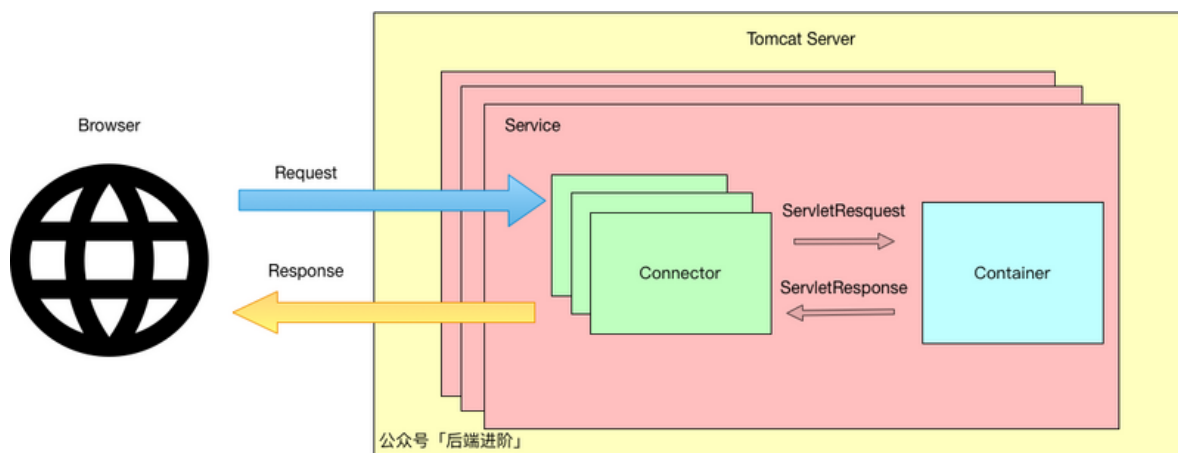 Tomcat Server
Browser
Service
Request
ServletResquest
Connector
Container
Response
ServletResponse
公众号「后端进阶」